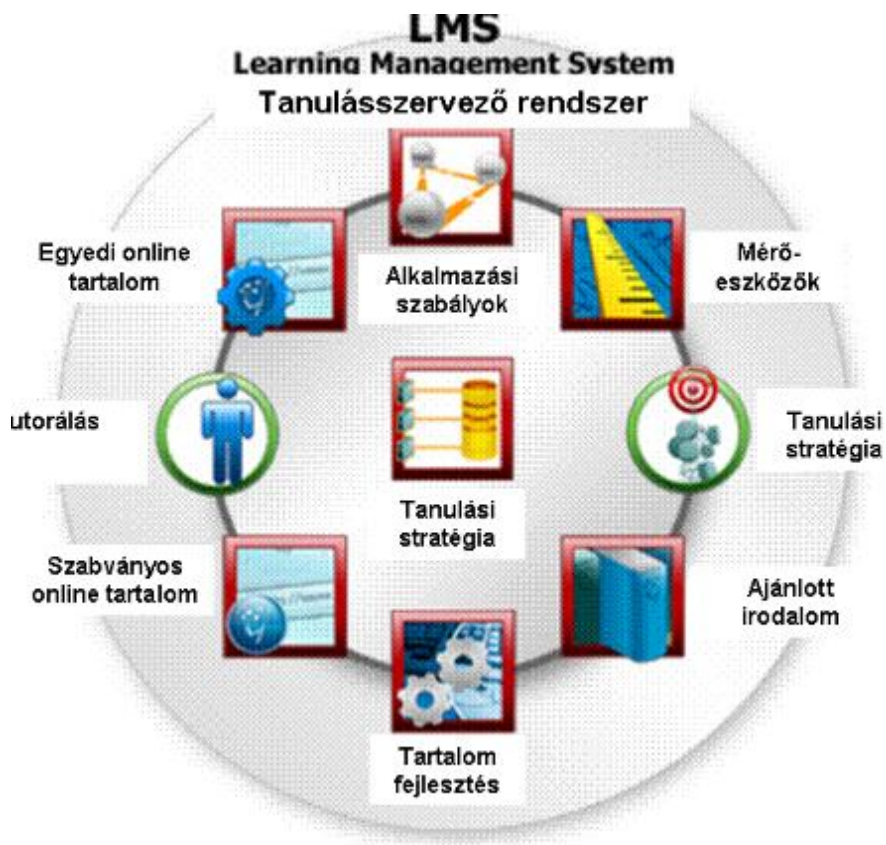 LMS
Learning Management System
Tanulásszervező rendszer
Egyedi online
tartalom
Alkalmazási
szabályok
Mérő-
eszkőzők
utorálás
Tanulási
stratégia
Tanulási
stratégia
Szabványos
online tartalom
Ajánlott
irodalom
Tartalom
fejlesztés